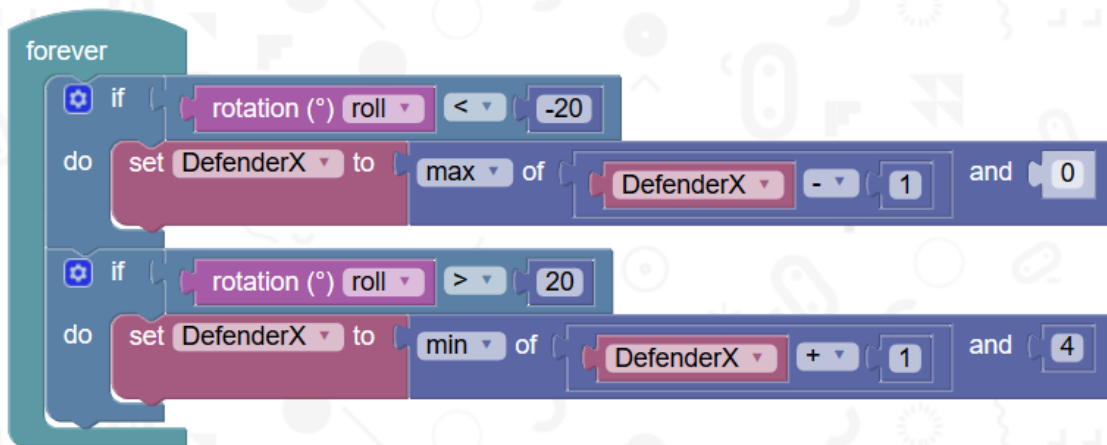 forever
if rotation (°) roll < -20
do set DefenderX to max of DefenderX - 1 and 0
if rotation (°) roll > 20
do set DefenderX to min of DefenderX + 1 and 4